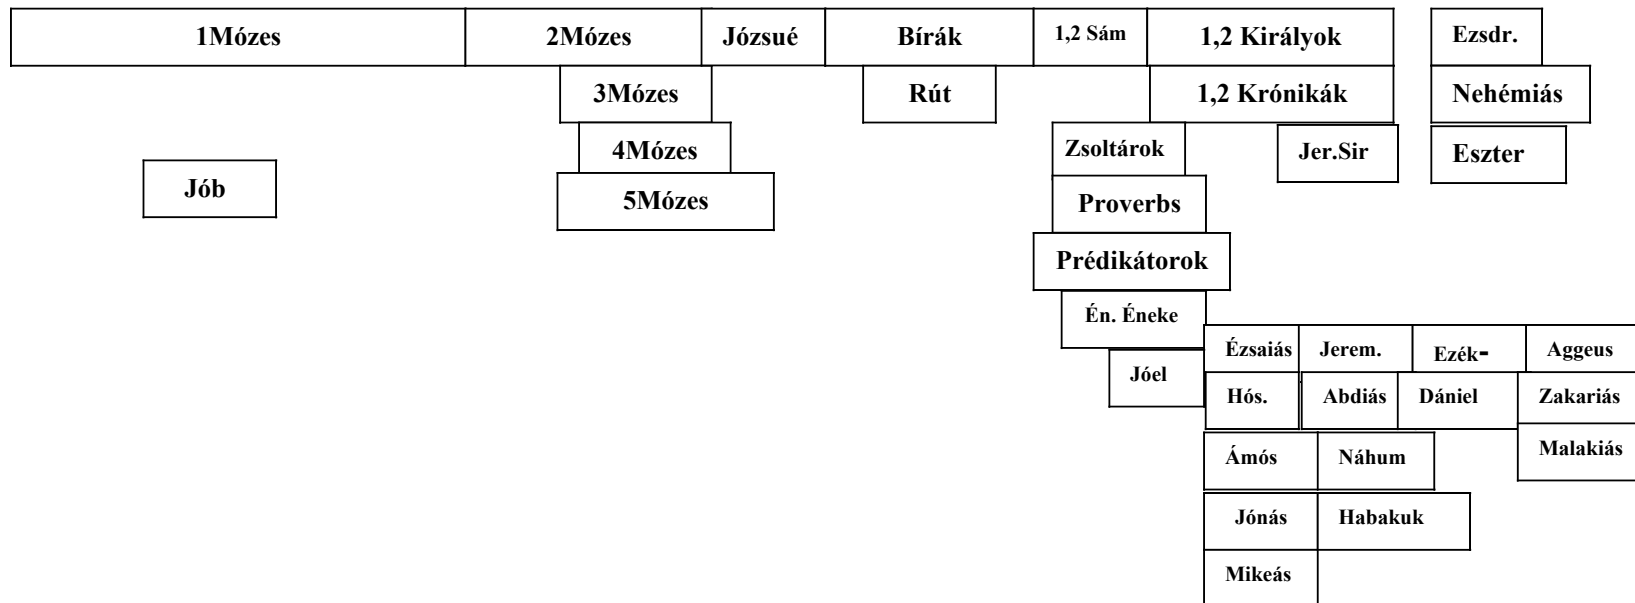 1Mózes
2Mózes
Józsué
Bírák
1,2 Sám
1,2 Királyok
Ezsdr.
3Mózes
Rút
1,2 Krónikák
Nehémiás
4Mózes
Zsoltárok
Jer.Sir
Eszter
Jób
5Mózes
Proverbs
Prédikátorok
Én. Éneke
Ézsaiás
Jerem.
Ezék-
Aggeus
Jóel
Hós.
Abdiás
Dániel
Zakariás
Ámós
Náhum
Malakiás
Jónás
Habakuk
Mikeás